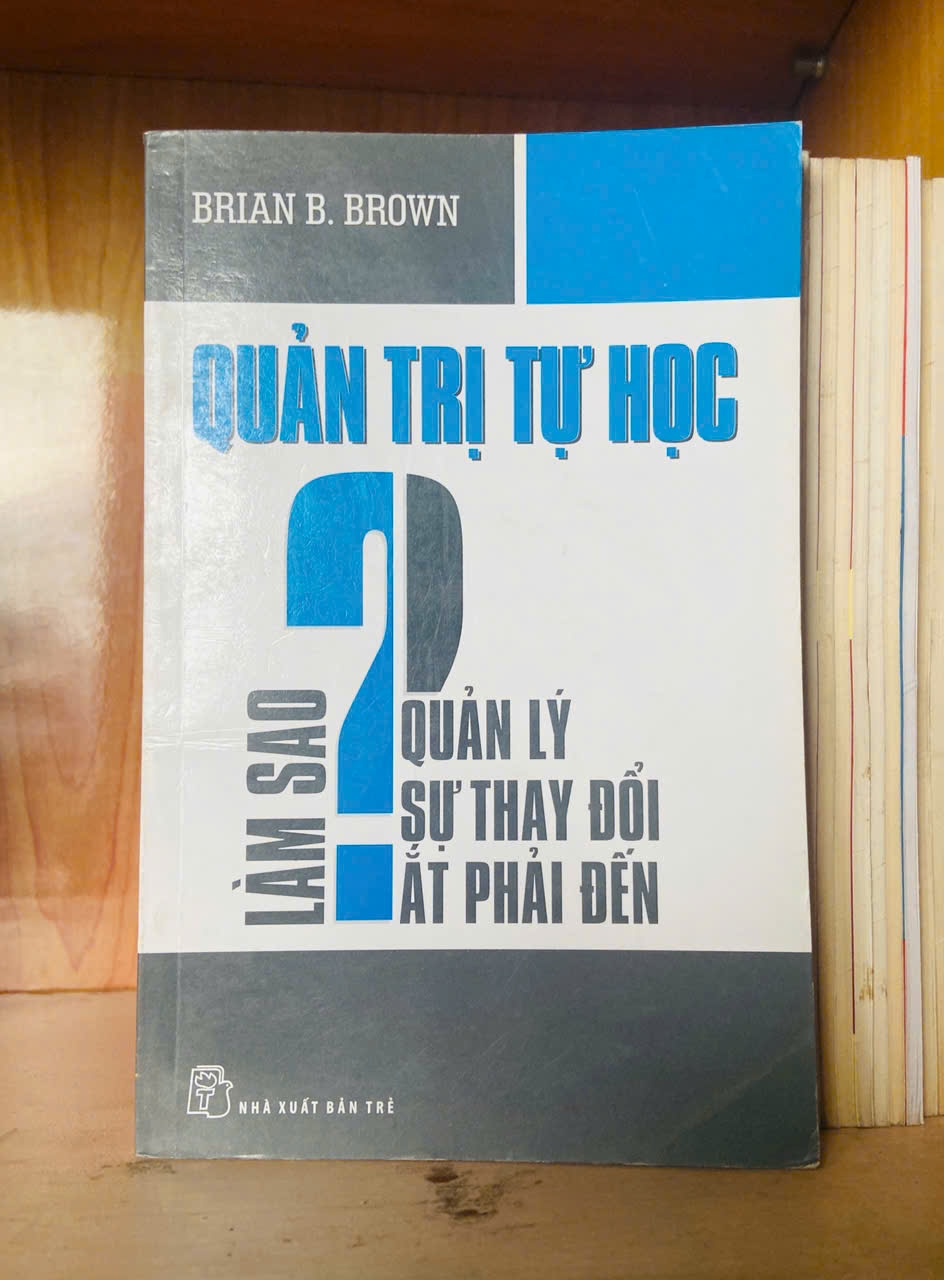 BRIAN B. BROWN
QUẢN TRỊ TỰ HỌC
LÀM SAO
?
QUẢN LÝ
SỰ THAY ĐỔI
ẮT PHẢI ĐẾN
T
NHÀ XUẤT BẢN TRẺ